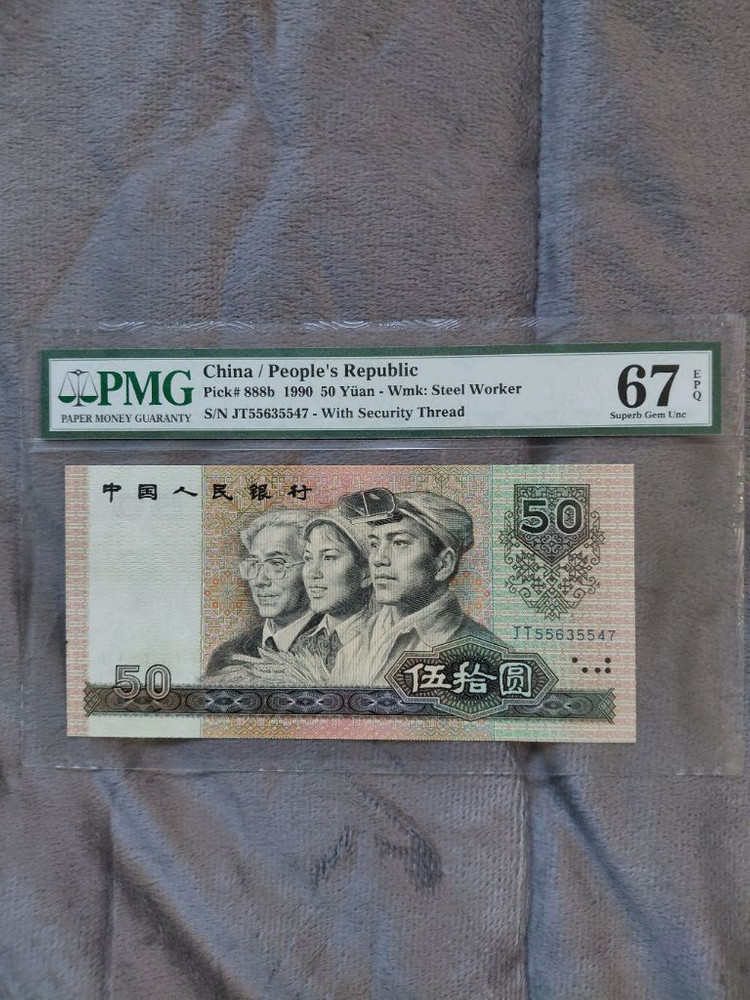 PMG
PAPER MONEY GUARANTY
China / People's Republic
Pick# 888b 1990 50 Yüan - Wmk: Steel Worker
S/N JT55635547 - With Security Thread
67
EPQ
Superb Gem Unc
中国人民银行
50
JT55635547
50
伍拾圆